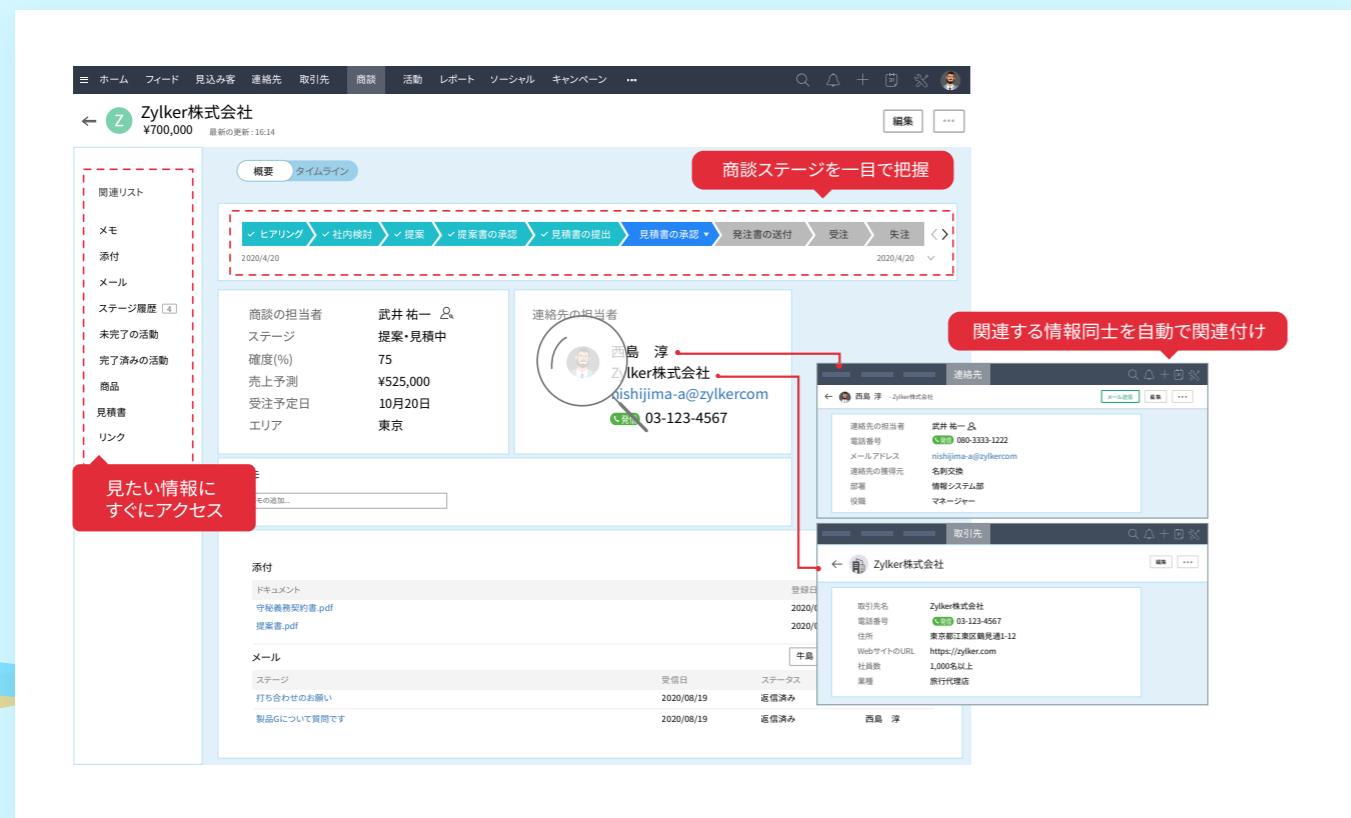 ホーム フィード 見込み客 連絡先 取引先 商談 活動 レポート ソーシャル キャンペーン ...
Z Zylker株式会社
¥700,000 最新の更新 : 16:14
編集 ...
概要 タイムライン
商談ステージを一目で把握
関連リスト
メモ
添付
メール
ステージ履歴 4
未完了の活動
完了済みの活動
商品
見積書
リンク
見たい情報に
すぐにアクセス
ヒアリング 社内検討 提案 提案書の承認 見積書の提出 見積書の承認 発注書の送付 受注 失注
2020/4/20 2020/4/20
商談の担当者 武井 祐一
ステージ 提案・見積中
確度(%) 75
売上予測 ¥525,000
受注予定日 10月20日
エリア 東京
連絡先の担当者
西島 淳
Zylker株式会社
nishijima-a@zylkercom
発信 03-123-4567
モの追加...
添付
ドキュメント 登録日
守秘義務契約書.pdf 2020/0
提案書.pdf 2020/0
メール 牛島
ステージ 受信日 ステータス
打ち合わせのお願い 2020/08/19 返信済み
製品Gについて質問です 2020/08/19 返信済み 西島 淳
関連する情報同士を自動で関連付け
連絡先
西島 淳 - Zylker株式会社 メール送信 編集 ...
連絡先の担当者 武井 祐一
電話番号 発信 080-3333-1222
メールアドレス nishijima-a@zylkercom
連絡先の獲得元 名刺交換
部署 情報システム部
役職 マネージャー
取引先
Zylker株式会社 編集 ...
取引先名 Zylker株式会社
電話番号 発信 03-123-4567
住所 東京都江東区鶴見通1-12
WebサイトのURL https://zylker.com
社員数 1,000名以上
業種 旅行代理店